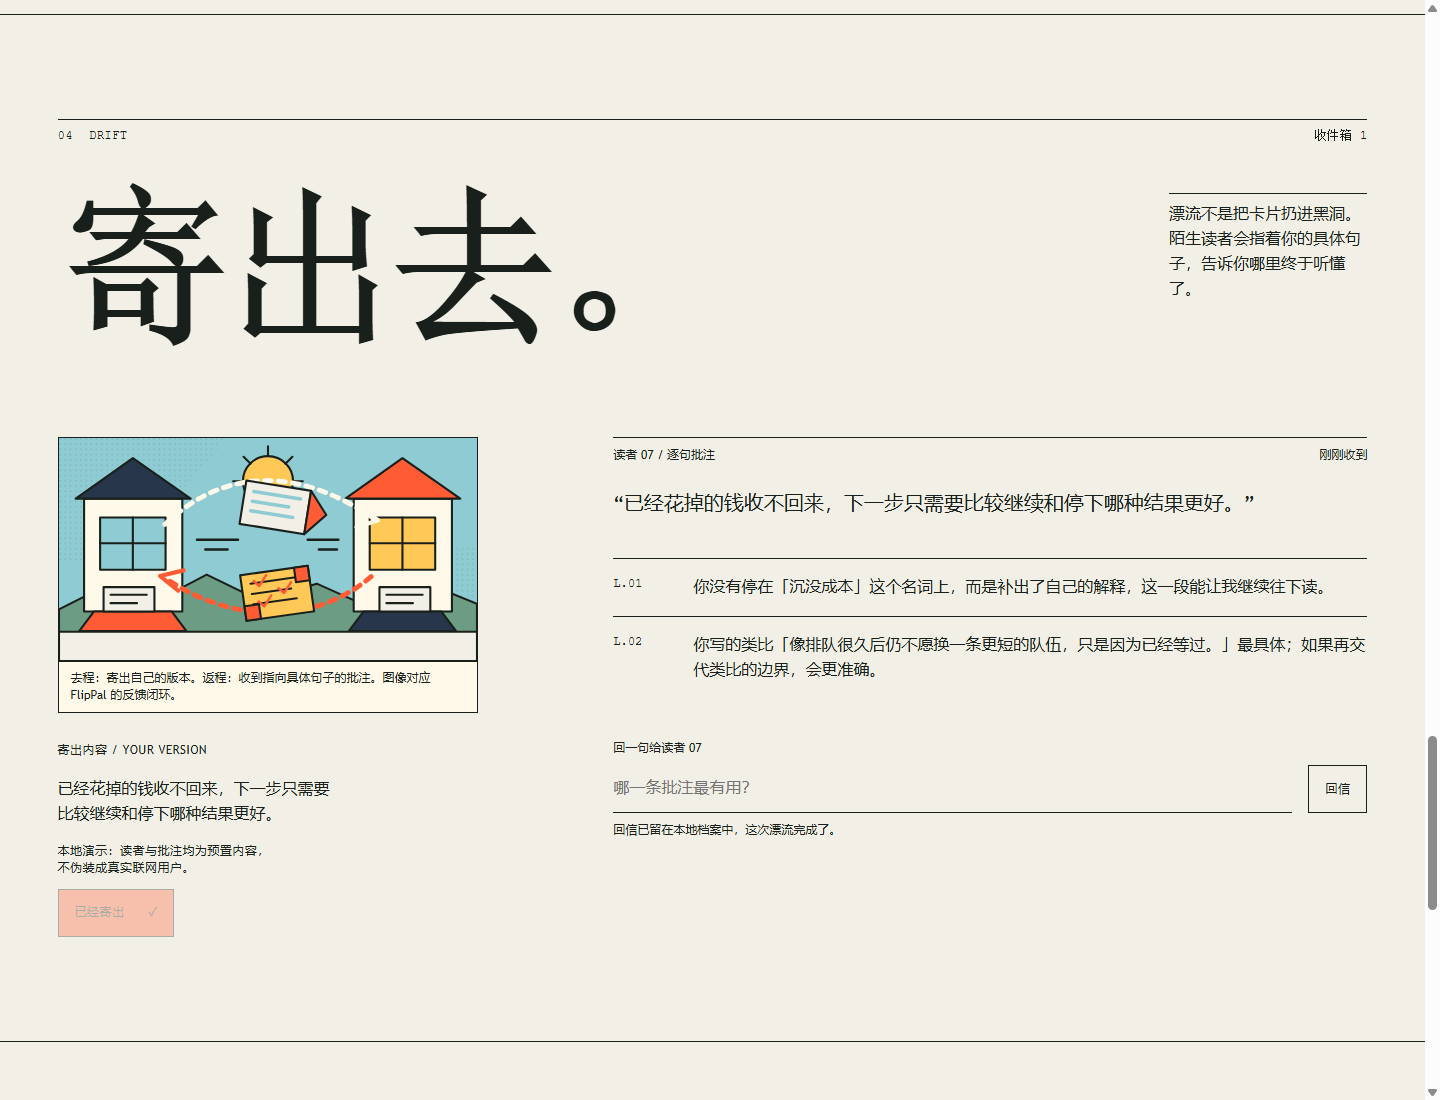 04 DRIFT
收件箱 1
寄出去。
漂流不是把卡片扔进黑洞。
陌生读者会指着你的具体句
子，告诉你哪里终于听懂
了。
去程：寄出自己的版本。返程：收到指向具体句子的批注。图像对应
FlipPal 的反馈闭环。
寄出内容 / YOUR VERSION
已经花掉的钱收不回来，下一步只需要
比较继续和停下哪种结果更好。
本地演示：读者与批注均为预置内容，
不伪装成真实联网用户。
已经寄出 ✓
读者 07 / 逐句批注
刚刚收到
“已经花掉的钱收不回来，下一步只需要比较继续和停下哪种结果更好。”
L.01 你没有停在「沉没成本」这个名词上，而是补出了自己的解释，这一段能让我继续往下读。
L.02 你写的类比「像排队很久后仍不愿换一条更短的队伍，只是因为已经等过。」最具体；如果再交
代类比的边界，会更准确。
回一句给读者 07
哪一条批注最有用？
回信
回信已留在本地档案中，这次漂流完成了。